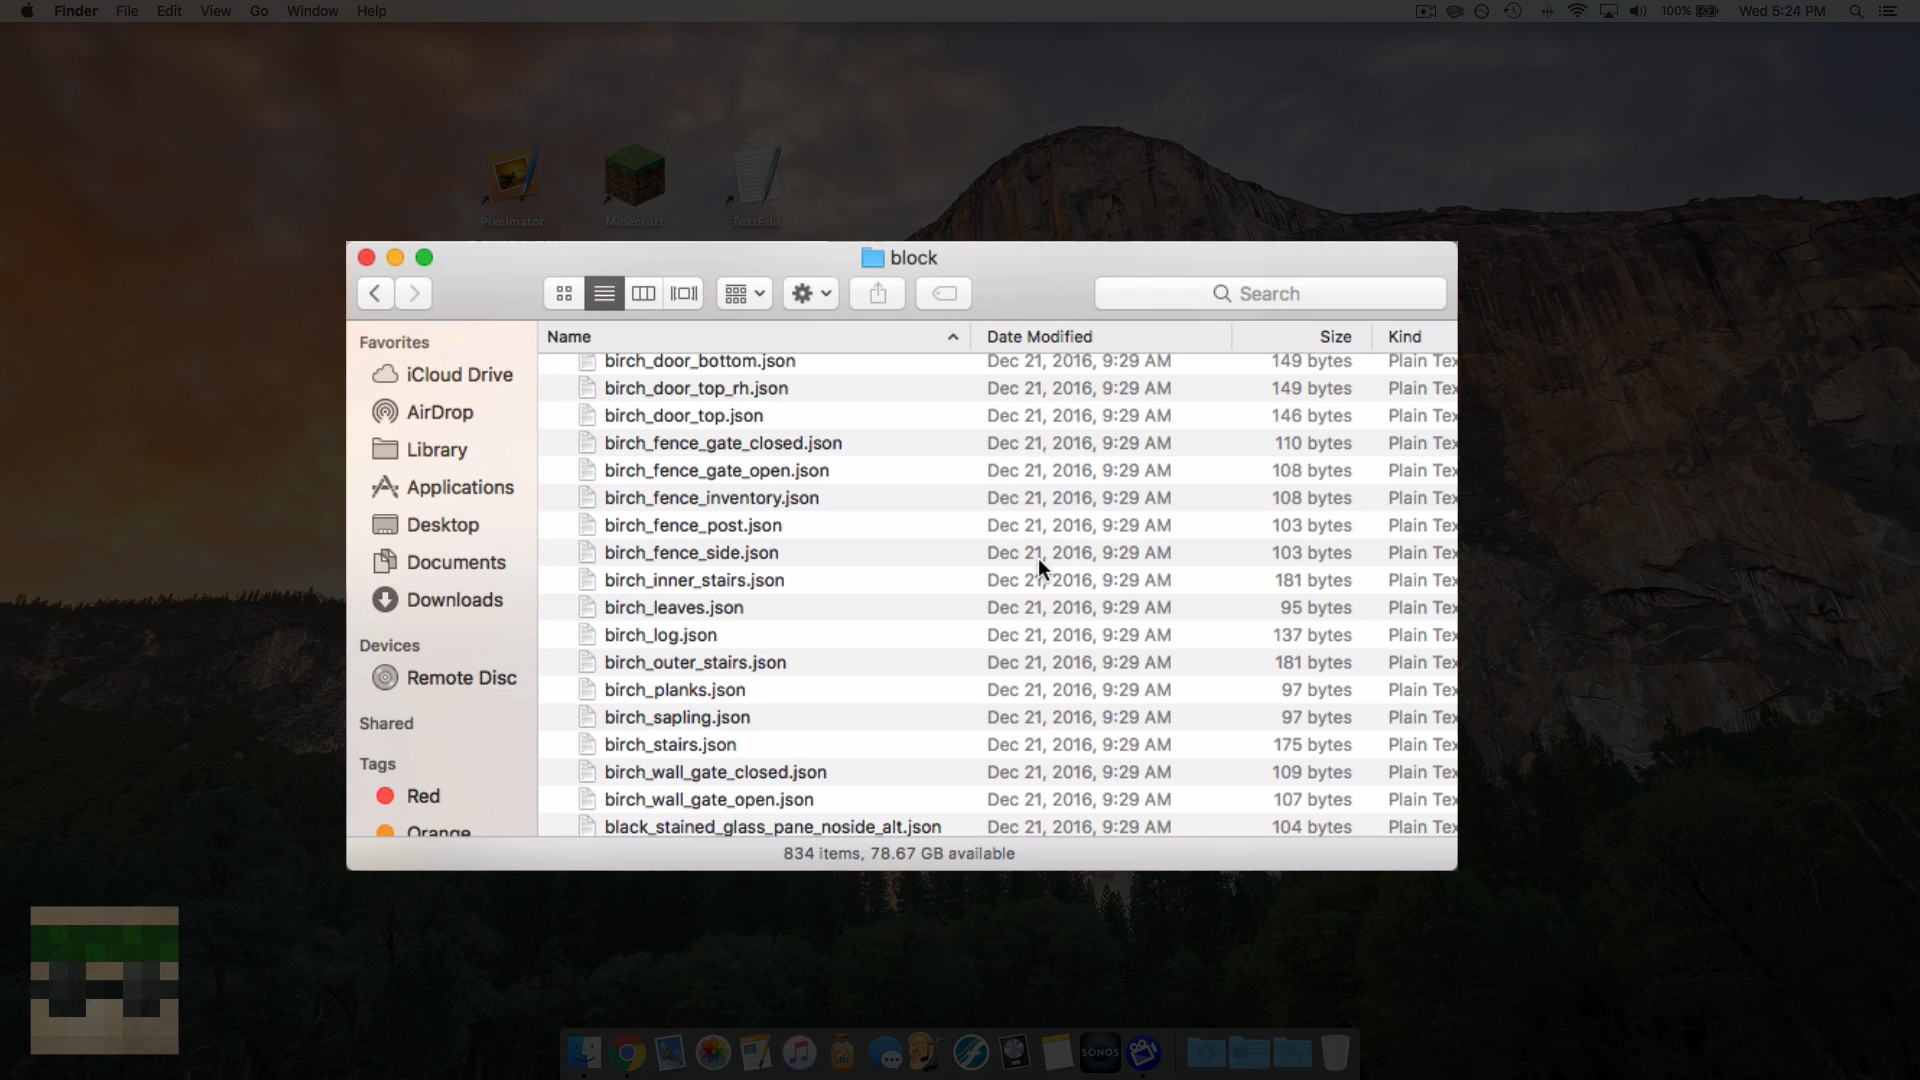 Finder File Edit View Go Window Help
100% Wed 5:24 PM
Pixelmator Minecraft TextEdit
block
Search
Name Date Modified Size Kind
Favorites
iCloud Drive
AirDrop
Library
Applications
Desktop
Documents
Downloads
Devices
Remote Disc
Shared
Tags
Red
Orange
birch_door_bottom.json Dec 21, 2016, 9:29 AM 149 bytes Plain Tex
birch_door_top_rh.json Dec 21, 2016, 9:29 AM 149 bytes Plain Tex
birch_door_top.json Dec 21, 2016, 9:29 AM 146 bytes Plain Tex
birch_fence_gate_closed.json Dec 21, 2016, 9:29 AM 110 bytes Plain Tex
birch_fence_gate_open.json Dec 21, 2016, 9:29 AM 108 bytes Plain Tex
birch_fence_inventory.json Dec 21, 2016, 9:29 AM 108 bytes Plain Tex
birch_fence_post.json Dec 21, 2016, 9:29 AM 103 bytes Plain Tex
birch_fence_side.json Dec 21, 2016, 9:29 AM 103 bytes Plain Tex
birch_inner_stairs.json Dec 21, 2016, 9:29 AM 181 bytes Plain Tex
birch_leaves.json Dec 21, 2016, 9:29 AM 95 bytes Plain Tex
birch_log.json Dec 21, 2016, 9:29 AM 137 bytes Plain Tex
birch_outer_stairs.json Dec 21, 2016, 9:29 AM 181 bytes Plain Tex
birch_planks.json Dec 21, 2016, 9:29 AM 97 bytes Plain Tex
birch_sapling.json Dec 21, 2016, 9:29 AM 97 bytes Plain Tex
birch_stairs.json Dec 21, 2016, 9:29 AM 175 bytes Plain Tex
birch_wall_gate_closed.json Dec 21, 2016, 9:29 AM 109 bytes Plain Tex
birch_wall_gate_open.json Dec 21, 2016, 9:29 AM 107 bytes Plain Tex
black_stained_glass_pane_noside_alt.json Dec 21, 2016, 9:29 AM 104 bytes Plain Tex
834 items, 78.67 GB available
SONOS